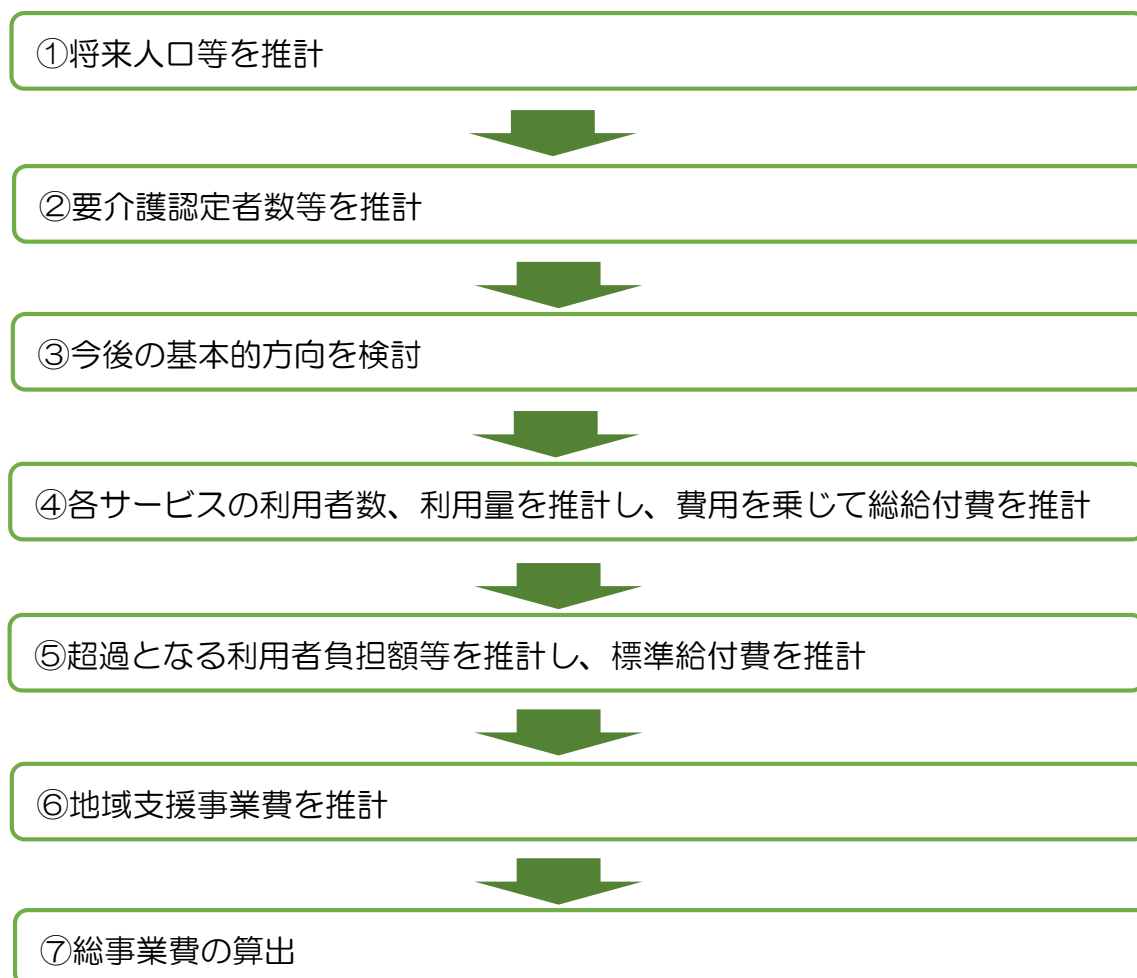 ①将来人口等を推計
②要介護認定者数等を推計
③今後の基本的方向を検討
④各サービスの利用者数、利用量を推計し、費用を乗じて総給付費を推計
⑤超過となる利用者負担額等を推計し、標準給付費を推計
⑥地域支援事業費を推計
⑦総事業費の算出